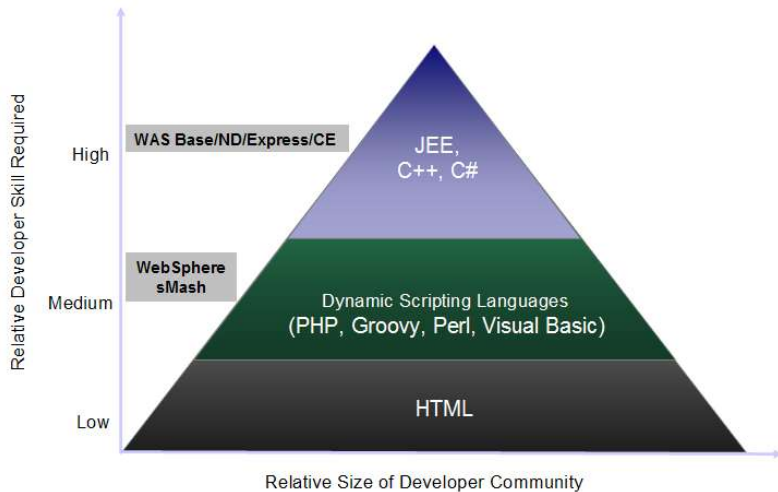 Relative Developer Skill Required
High
Medium
Low
WAS Base/ND/Express/CE
WebSphere
sMash
JEE,
C++, C#
Dynamic Scripting Languages
(PHP, Groovy, Perl, Visual Basic)
HTML
Relative Size of Developer Community